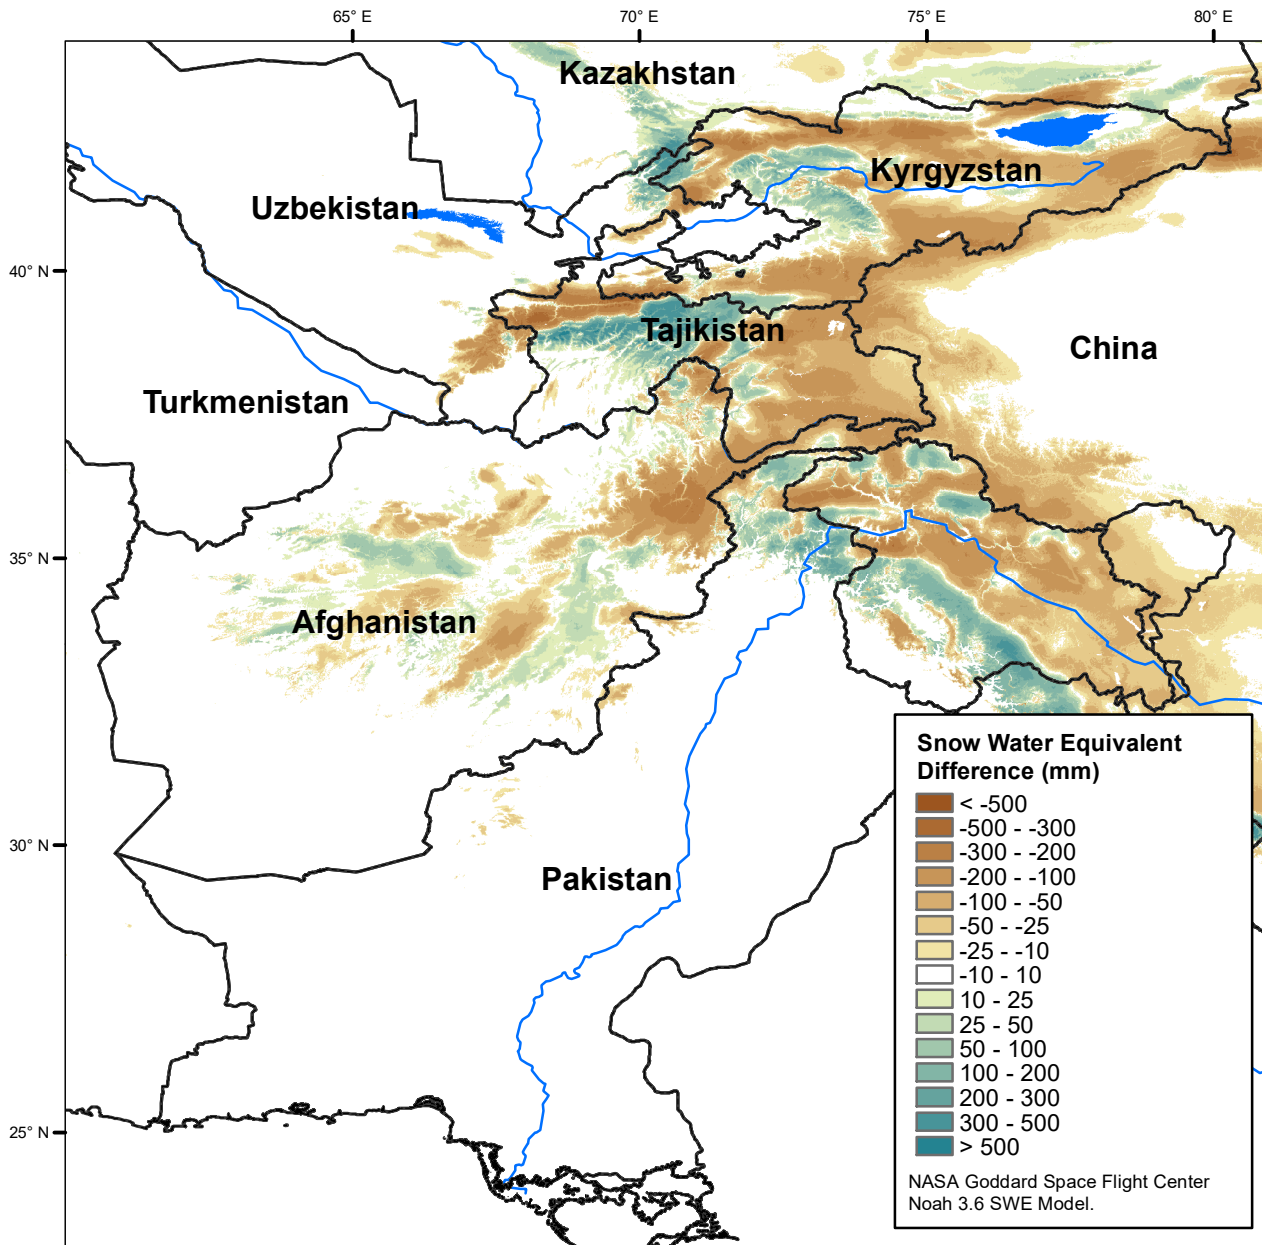 65° E
70° E
75° E
80° E
Kazakhstan
Kyrgyzstan
Uzbekistan
40° N
Tajikistan
China
Turkmenistan
35° N
Afghanistan
Snow Water Equivalent
Difference (mm)
< -500
-500 - -300
-300 - -200
-200 - -100
-100 - -50
-50 - -25
-25 - -10
-10 - 10
10 - 25
25 - 50
50 - 100
100 - 200
200 - 300
300 - 500
> 500
NASA Goddard Space Flight Center
Noah 3.6 SWE Model.
30° N
Pakistan
25° N